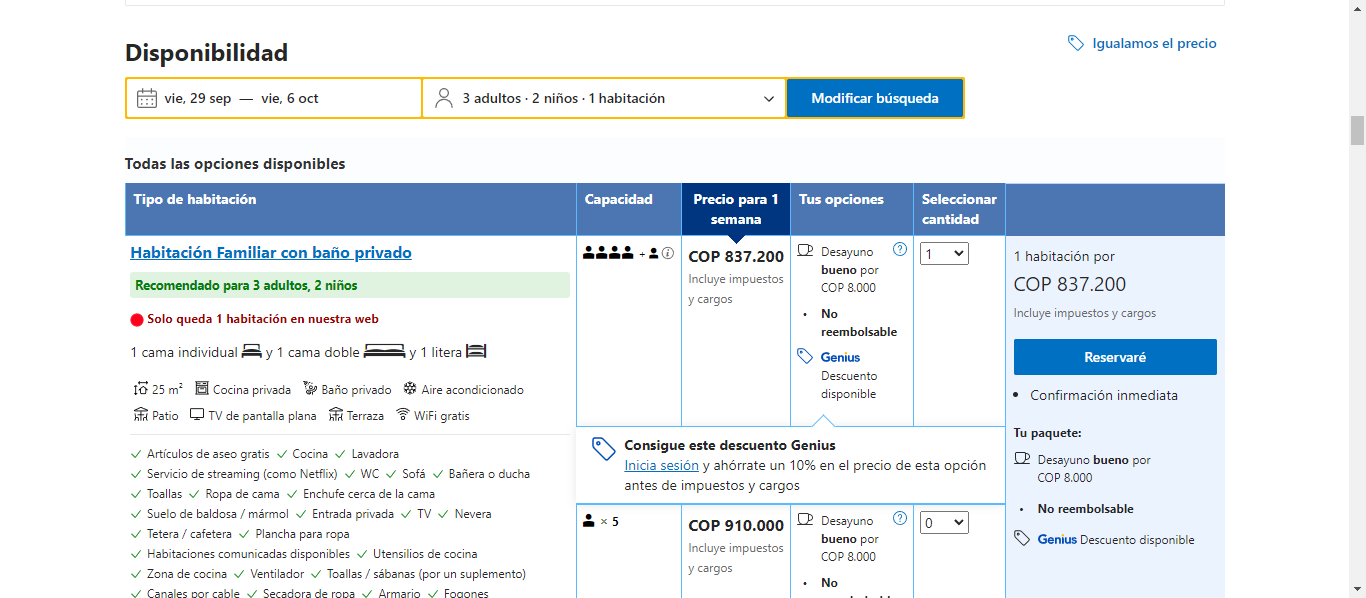 Disponibilidad
Igualamos el precio
vie, 29 sep — vie, 6 oct
3 adultos · 2 niños · 1 habitación
Modificar búsqueda
Todas las opciones disponibles
Tipo de habitación
Capacidad
Precio para 1
semana
Tus opciones
Seleccionar
cantidad
Habitación Familiar con baño privado
Recomendado para 3 adultos, 2 niños
Solo queda 1 habitación en nuestra web
1 cama individual y 1 cama doble y 1 litera
25 m² Cocina privada Baño privado Aire acondicionado
Patio TV de pantalla plana Terraza WiFi gratis
Artículos de aseo gratis Cocina Lavadora
Servicio de streaming (como Netflix) WC Sofá Bañera o ducha
Toallas Ropa de cama Enchufe cerca de la cama
Suelo de baldosa / mármol Entrada privada TV Nevera
Tetera / cafetera Plancha para ropa
Habitaciones comunicadas disponibles Utensilios de cocina
Zona de cocina Ventilador Toallas / sábanas (por un suplemento)
Canales por cable Secadora de ropa Armario Fogones
+
COP 837.200
Incluye impuestos
y cargos
Desayuno
bueno por
COP 8.000
• No
reembolsable
Genius
Descuento
disponible
1
Consigue este descuento Genius
Inicia sesión y ahórrate un 10% en el precio de esta opción
antes de impuestos y cargos
× 5
COP 910.000
Incluye impuestos
y cargos
Desayuno
bueno por
COP 8.000
• No
0
1 habitación por
COP 837.200
Incluye impuestos y cargos
Reservaré
• Confirmación inmediata
Tu paquete:
Desayuno bueno por
COP 8.000
• No reembolsable
Genius Descuento disponible